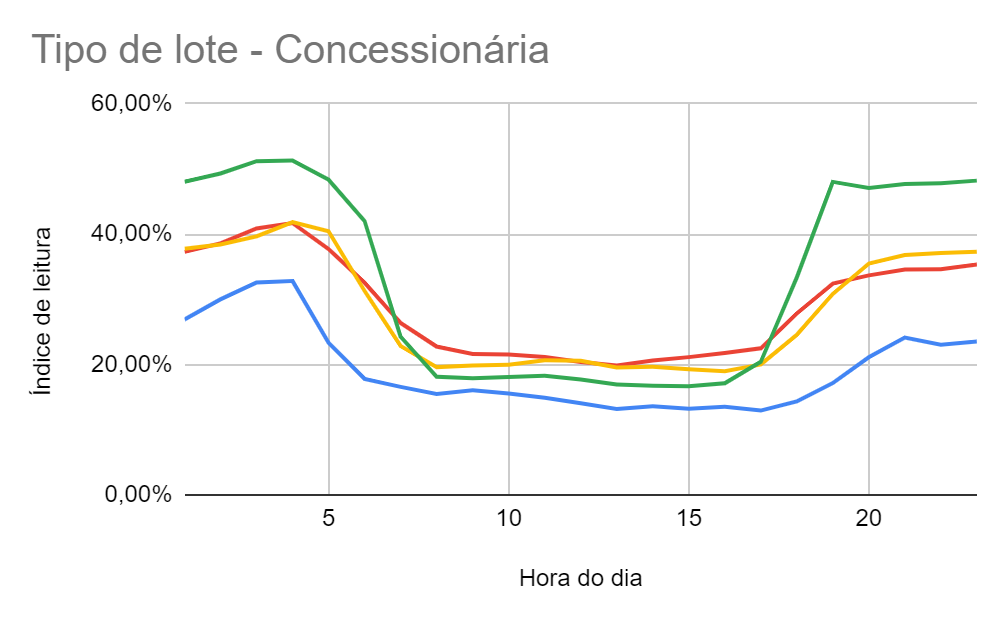 Tipo de lote - Concessionária
60,00%
40,00%
20,00%
0,00%
Índice de leitura
5 10 15 20
Hora do dia